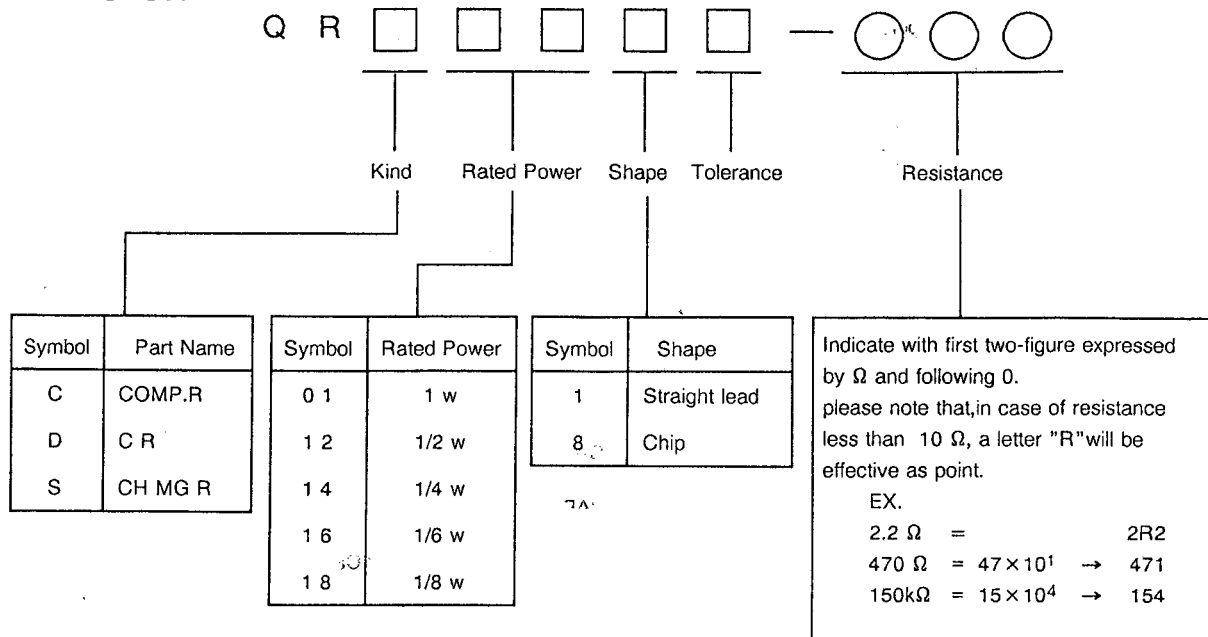 Q R □ □ □ □ □ — ○ ○ ○
Kind Rated Power Shape Tolerance Resistance
Symbol Part Name
C COMP.R
D C R
S CH MG R
Symbol Rated Power
0 1 1 w
1 2 1/2 w
1 4 1/4 w
1 6 1/6 w
1 8 1/8 w
Symbol Shape
1 Straight lead
8 Chip
Indicate with first two-figure expressed
by Ω and following 0.
please note that,in case of resistance
less than 10 Ω, a letter "R"will be
effective as point.
EX.
2.2 Ω = 2R2
470 Ω = 47×10¹ → 471
150kΩ = 15×10⁴ → 154